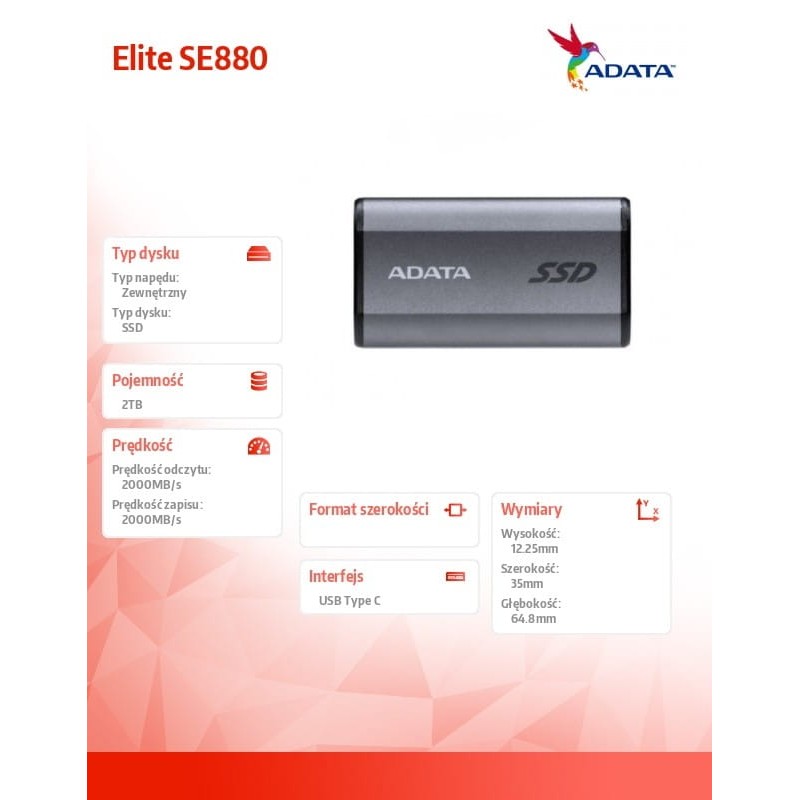 Elite SE880
ADATA
ADATA SSD
Typ dysku
Typ napędu:
Zewnętrzny
Typ dysku:
SSD
Pojemność
2TB
Prędkość
Prędkość odczytu:
2000MB/s
Prędkość zapisu:
2000MB/s
Format szerokości
Interfejs
USB Type C
Wymiary
Y
X
Wysokość:
12.25mm
Szerokość:
35mm
Głębokość:
64.8mm